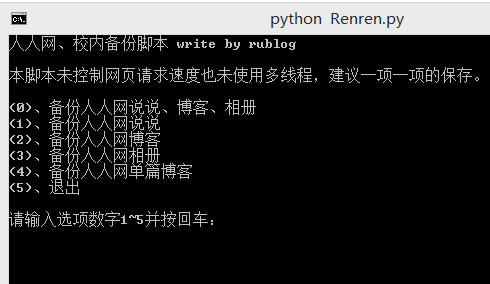 python Renren.py
人人网、校内备份脚本 write by rublog
本脚本未控制网页请求速度也未使用多线程，建议一项一项的保存。
(0)、备份人人网说说、博客、相册
(1)、备份人人网说说
(2)、备份人人网博客
(3)、备份人人网相册
(4)、备份人人网单篇博客
(5)、退出
请输入选项数字1~5并按回车：